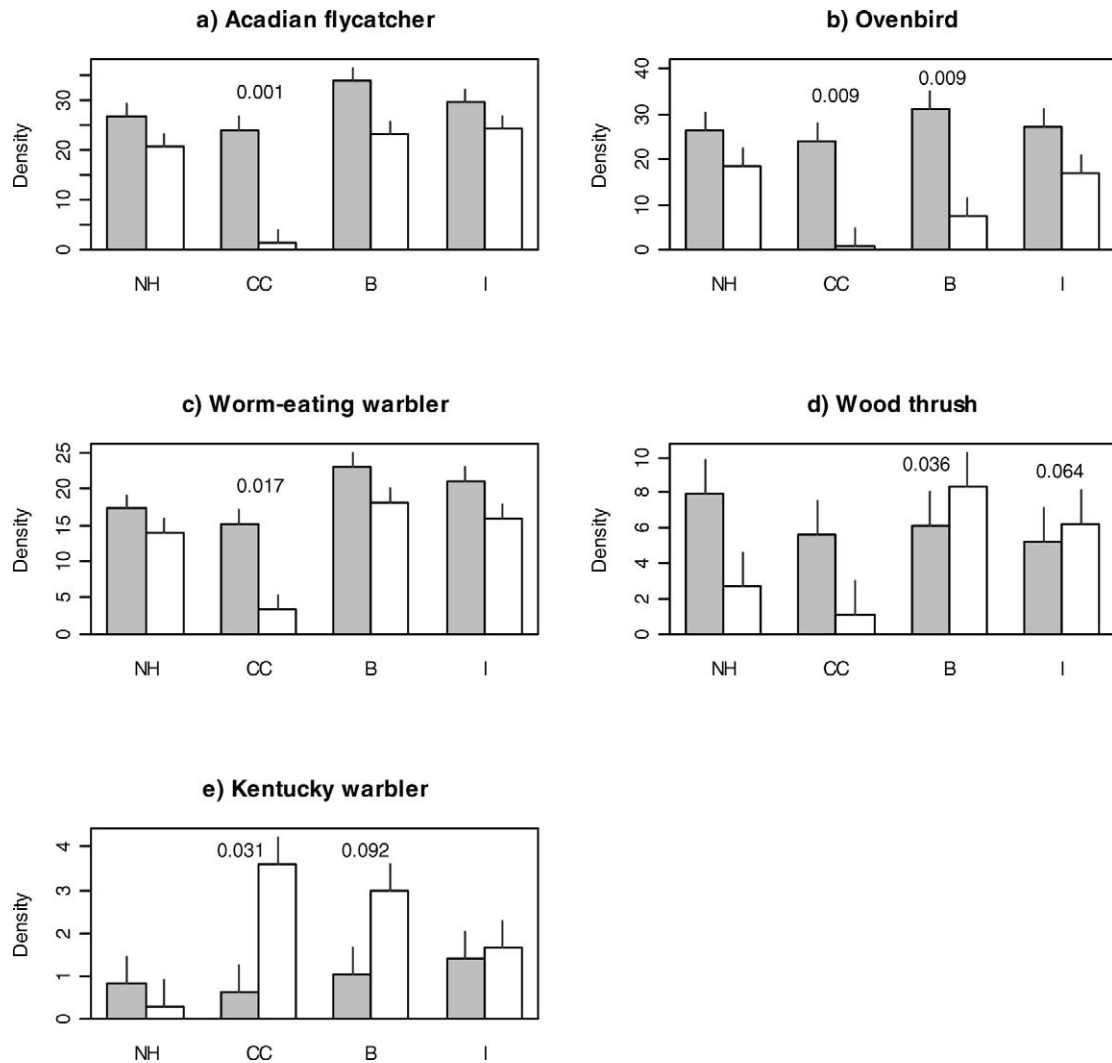 a) Acadian flycatcher
Density
0 10 20 30
0.001
NH CC B I
b) Ovenbird
Density
0 10 20 30 40
0.009 0.009
NH CC B I
c) Worm-eating warbler
Density
0 5 10 15 20 25
0.017
NH CC B I
d) Wood thrush
Density
0 2 4 6 8 10
0.036 0.064
NH CC B I
e) Kentucky warbler
Density
0 1 2 3 4
0.031 0.092
NH CC B I